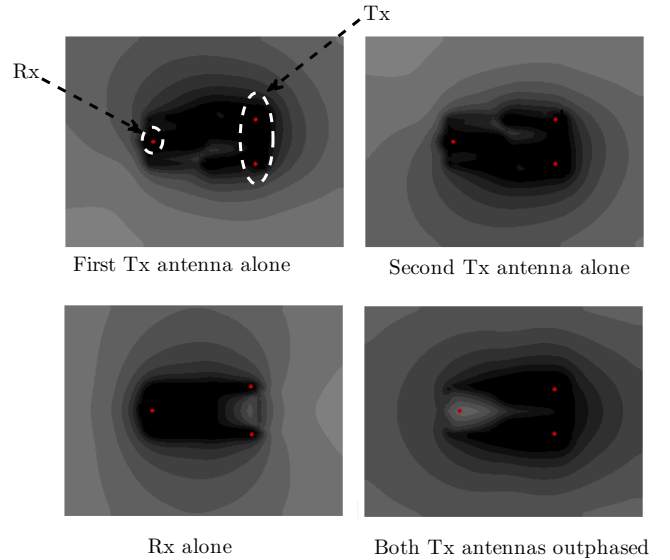 Tx
Rx
First Tx antenna alone
Second Tx antenna alone
Rx alone
Both Tx antennas outphased